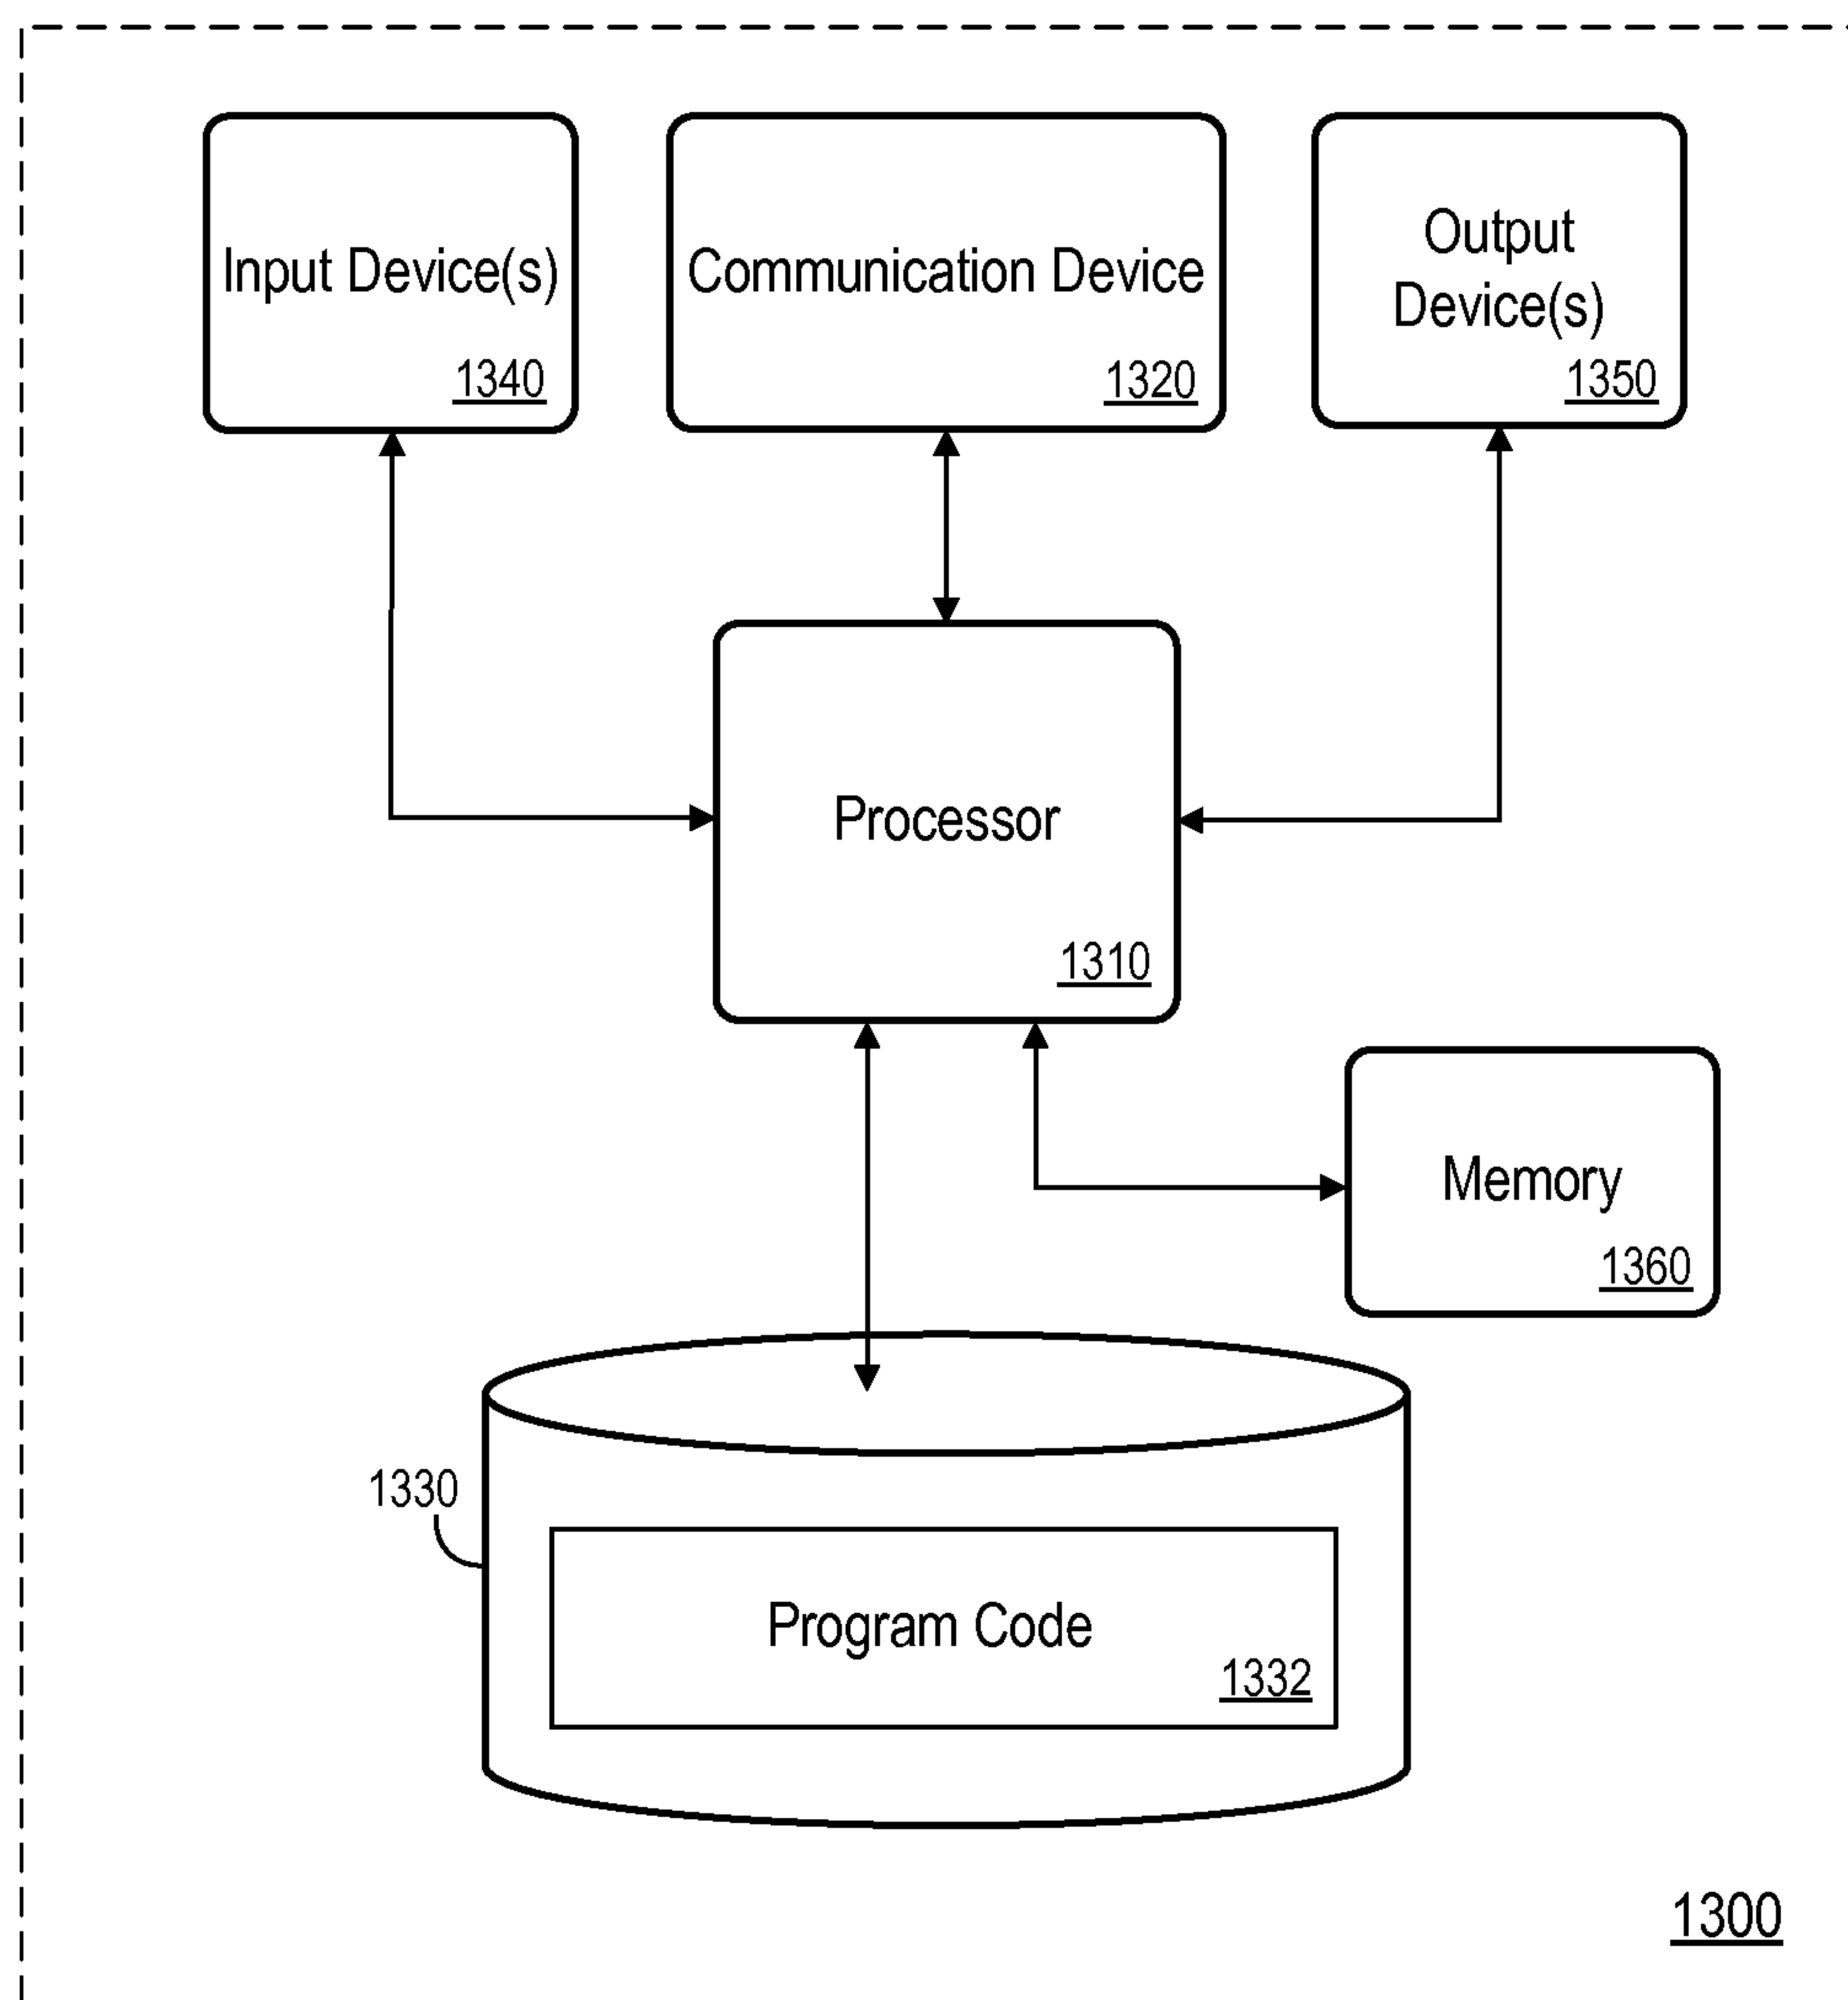 Input Device(s)
1340
Communication Device
1320
Output
Device(s)
1350
Processor
1310
Memory
1360
1330
Program Code
1332
1300